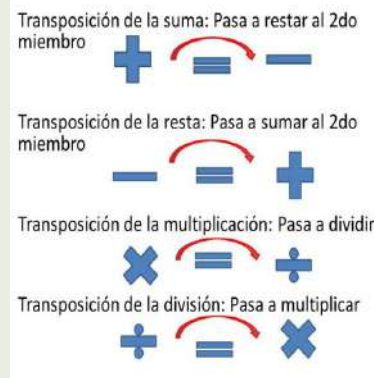 Transposición de la suma: Pasa a restar al 2do
miembro
+ = −
Transposición de la resta: Pasa a sumar al 2do
miembro
− = +
Transposición de la multiplicación: Pasa a dividir
× = ÷
Transposición de la división: Pasa a multiplicar
÷ = ×